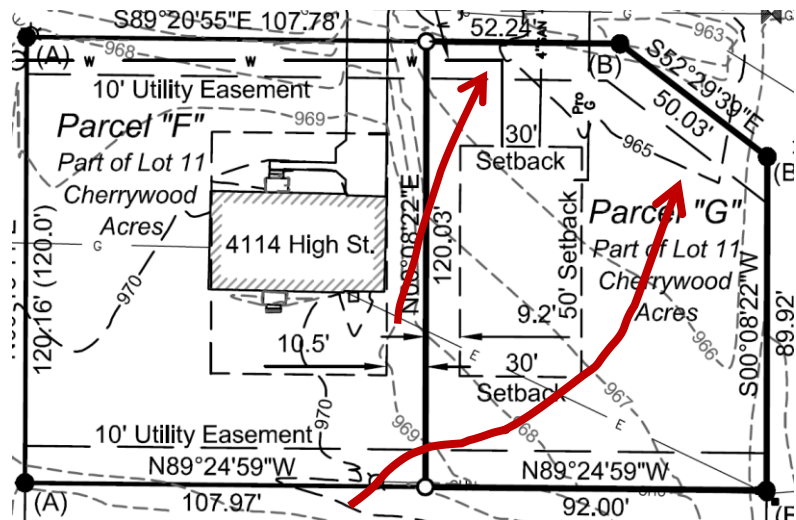 S89°20'55"E 107.78'
52.24'
G
963
(A)
968
W
W
W
4"
(B)
S52°29'39"E
50.03'
10' Utility Easement
969
Pro
G
965
Parcel "F"
Part of Lot 11
Cherrywood
Acres
30'
Setback
(B
G
4114 High St.
120.03'
50' Setback
Parcel "G"
Part of Lot 11
Cherrywood
Acres
S00°08'22"W
89.92'
120.16' (120.0')
970
10.5'
9.2'
E
966
30'
Setback
970
967
969
968
E
10' Utility Easement
N89°24'59"W
N89°24'59"W
(A)
107.97'
92.00'